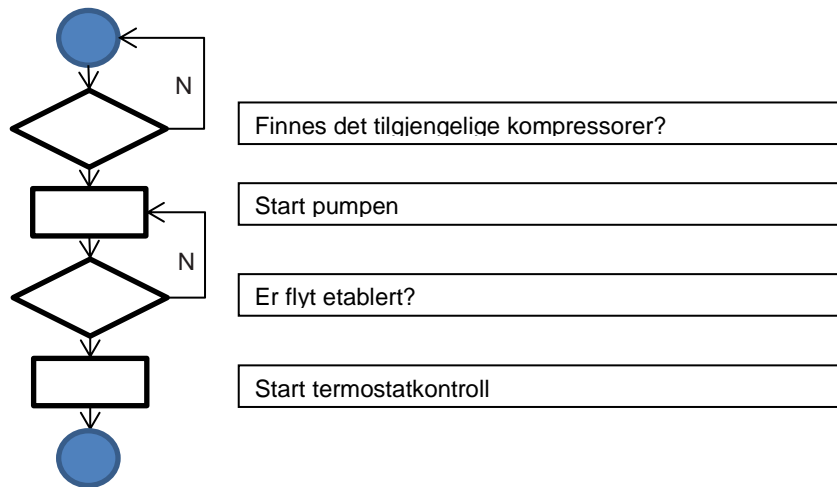 N
Finnes det tilgjengelige kompressorer?
Start pumpen
N
Er flyt etablert?
Start termostatkontroll